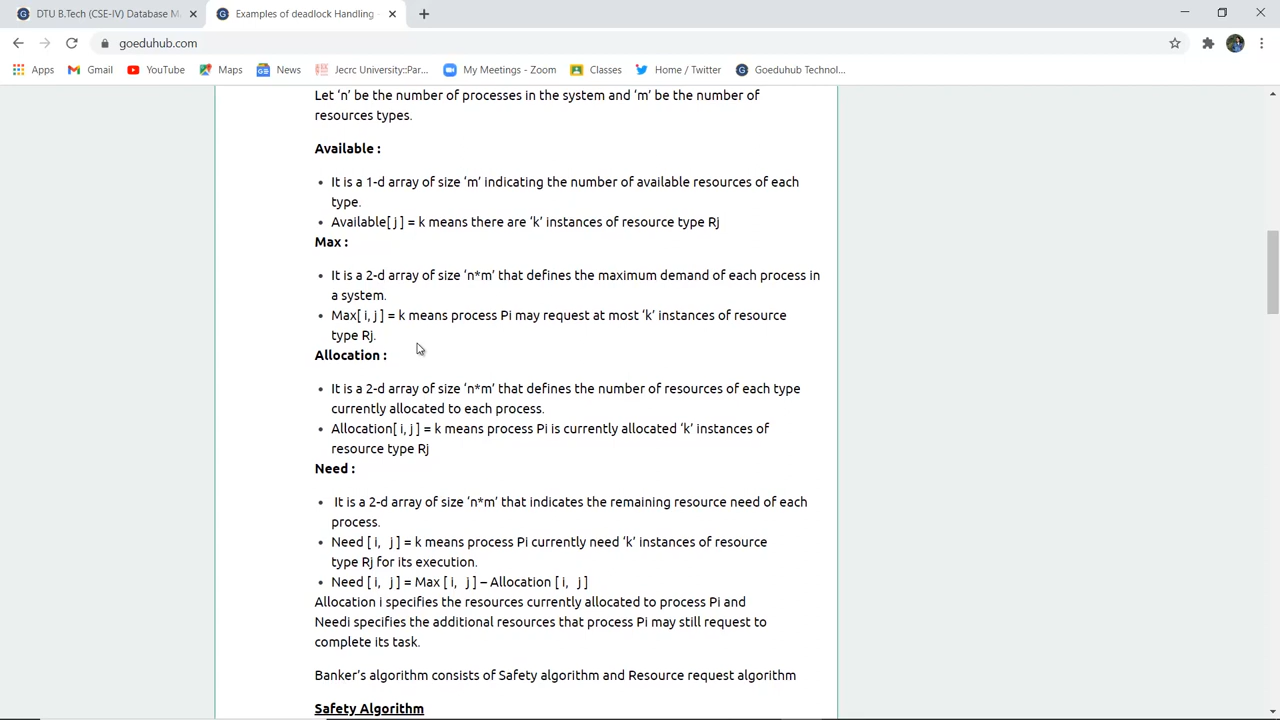 DTU B.Tech (CSE-IV) Database M
Examples of deadlock Handling
goeduhub.com
Apps
Gmail
YouTube
Maps
News
Jecrc University::Par...
My Meetings - Zoom
Classes
Home / Twitter
Goeduhub Technol...
Let ‘n’ be the number of processes in the system and ‘m’ be the number of
resources types.
Available :
• It is a 1-d array of size ‘m’ indicating the number of available resources of each
type.
• Available[ j ] = k means there are ‘k’ instances of resource type Rj
Max :
• It is a 2-d array of size ‘n*m’ that defines the maximum demand of each process in
a system.
• Max[ i, j ] = k means process Pi may request at most ‘k’ instances of resource
type Rj.
Allocation :
• It is a 2-d array of size ‘n*m’ that defines the number of resources of each type
currently allocated to each process.
• Allocation[ i, j ] = k means process Pi is currently allocated ‘k’ instances of
resource type Rj
Need :
• It is a 2-d array of size ‘n*m’ that indicates the remaining resource need of each
process.
• Need [ i,  j ] = k means process Pi currently need ‘k’ instances of resource
type Rj for its execution.
• Need [ i,  j ] = Max [ i,  j ] – Allocation [ i,  j ]
Allocation i specifies the resources currently allocated to process Pi and
Needi specifies the additional resources that process Pi may still request to
complete its task.
Banker’s algorithm consists of Safety algorithm and Resource request algorithm
Safety Algorithm